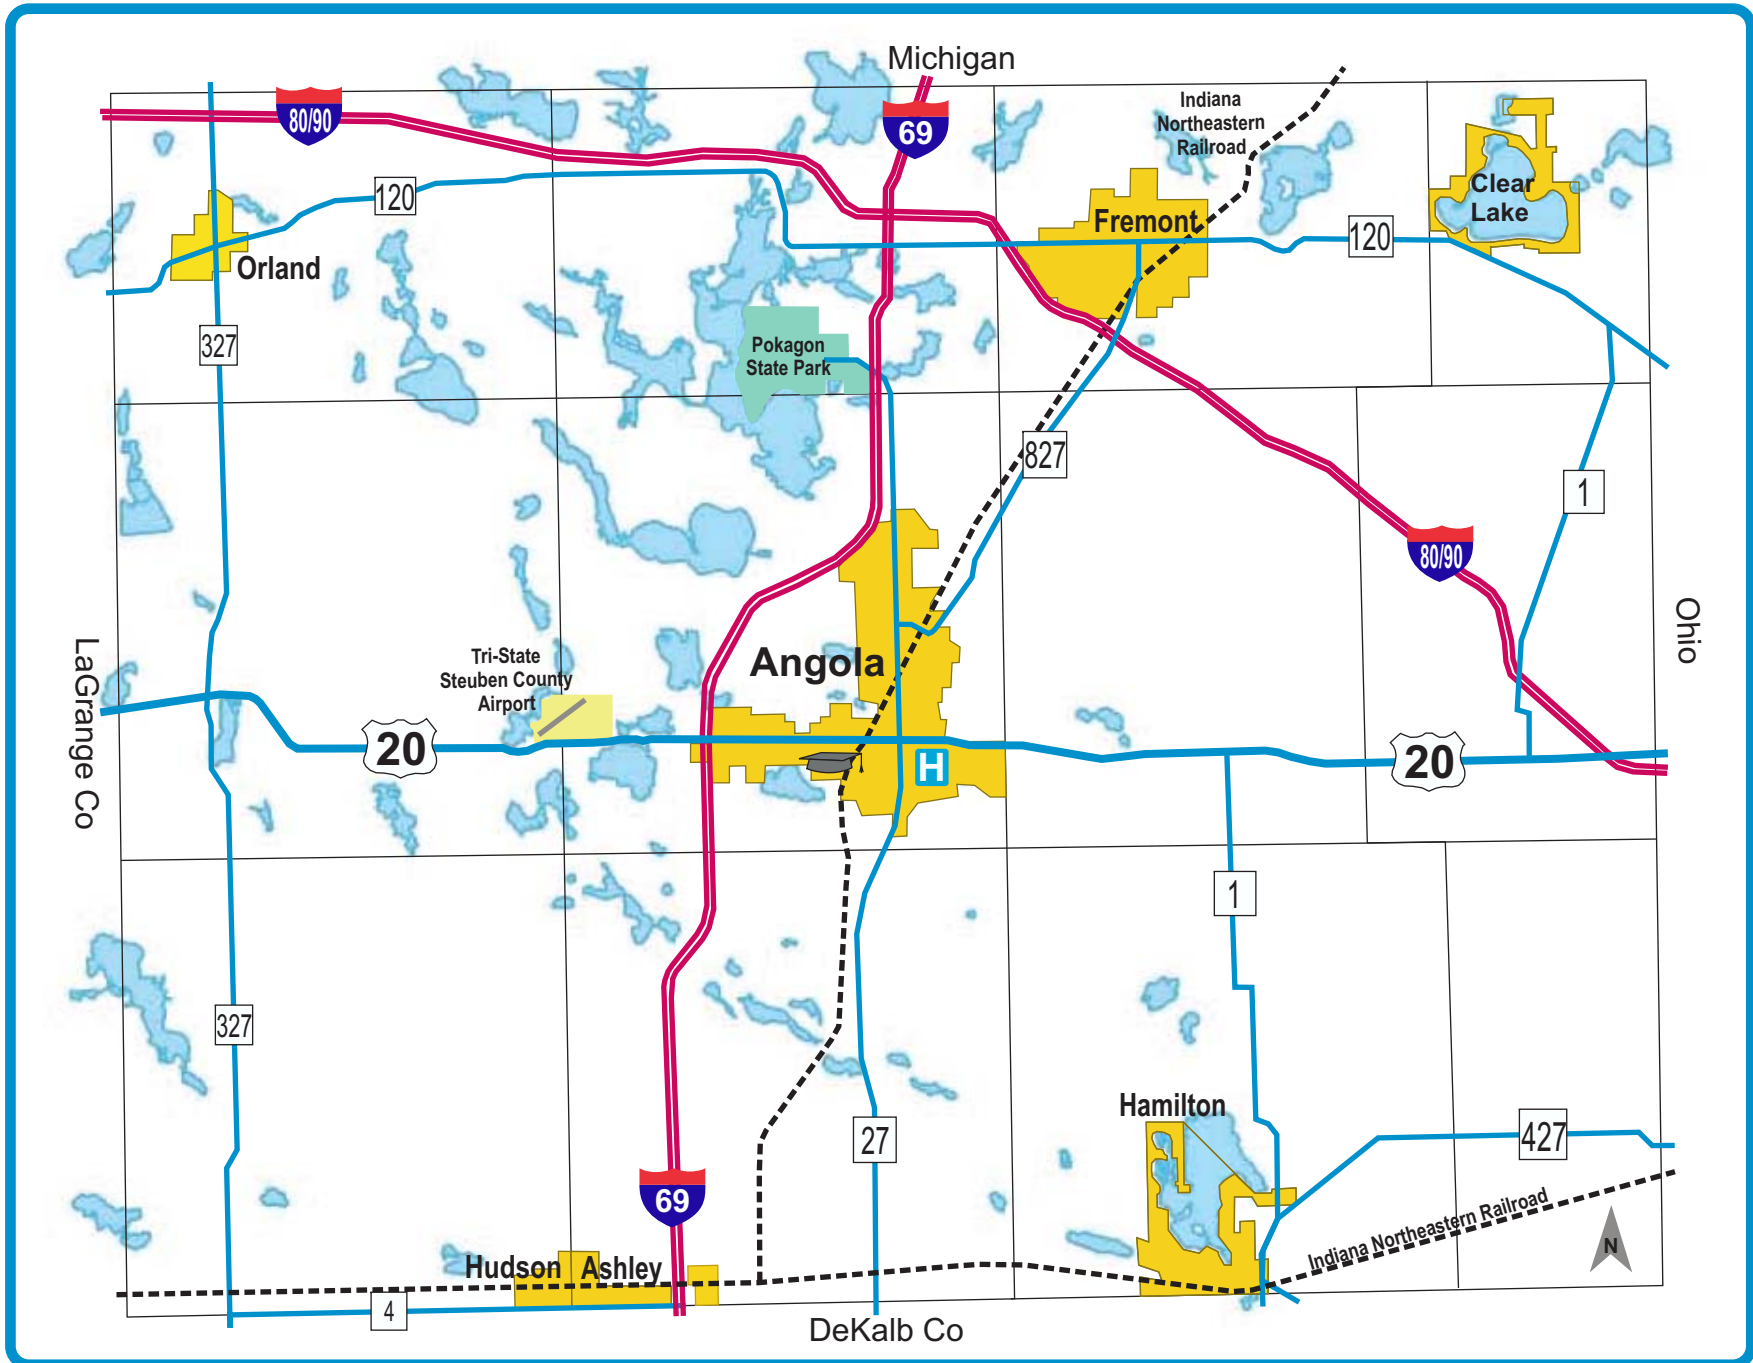 Michigan
80/90
69
Indiana
Northeastern
Railroad
Clear
Lake
120
Fremont
120
Orland
327
Pokagon
State Park
827
1
80/90
Ohio
LaGrange Co
Tri-State
Steuben County
Airport
Angola
20
H
20
1
327
Hamilton
27
427
69
Indiana Northeastern Railroad
N
Hudson
Ashley
4
DeKalb Co